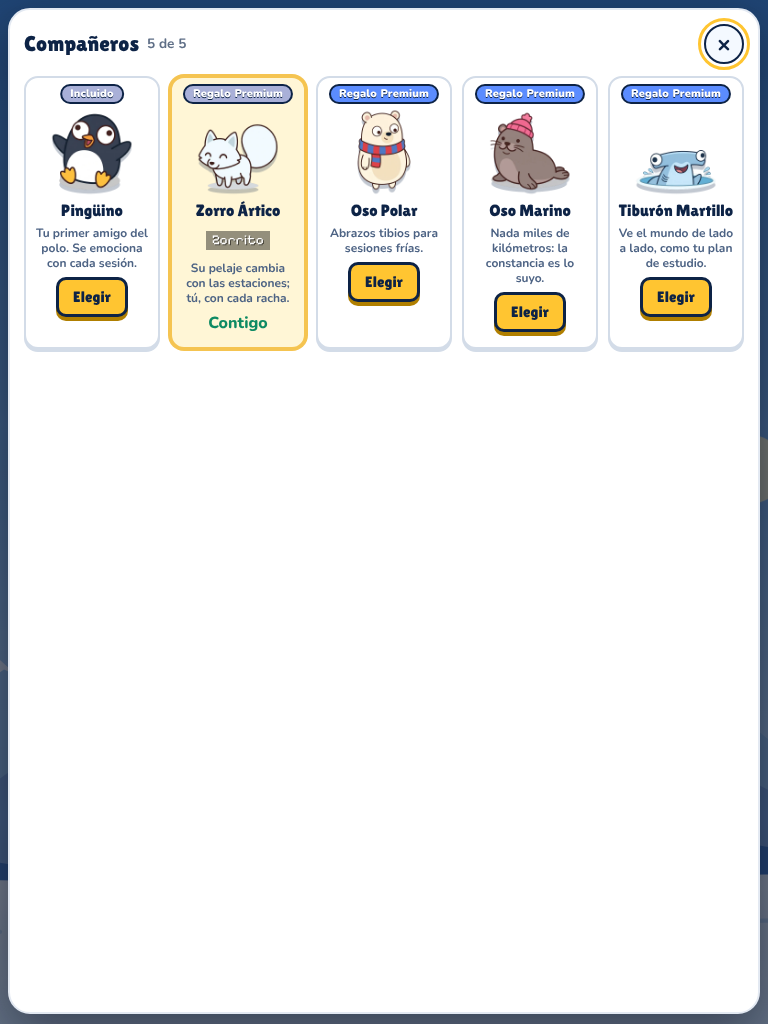 Compañeros 5 de 5
Incluido
Pingüino
Tu primer amigo del
polo. Se emociona
con cada sesión.
Elegir
Regalo Premium
Zorro Ártico
Zorrito
Su pelaje cambia
con las estaciones;
tú, con cada racha.
Contigo
Regalo Premium
Oso Polar
Abrazos tibios para
sesiones frías.
Elegir
Regalo Premium
Oso Marino
Nada miles de
kilómetros: la
constancia es lo
suyo.
Elegir
Regalo Premium
Tiburón Martillo
Ve el mundo de lado
a lado, como tu plan
de estudio.
Elegir